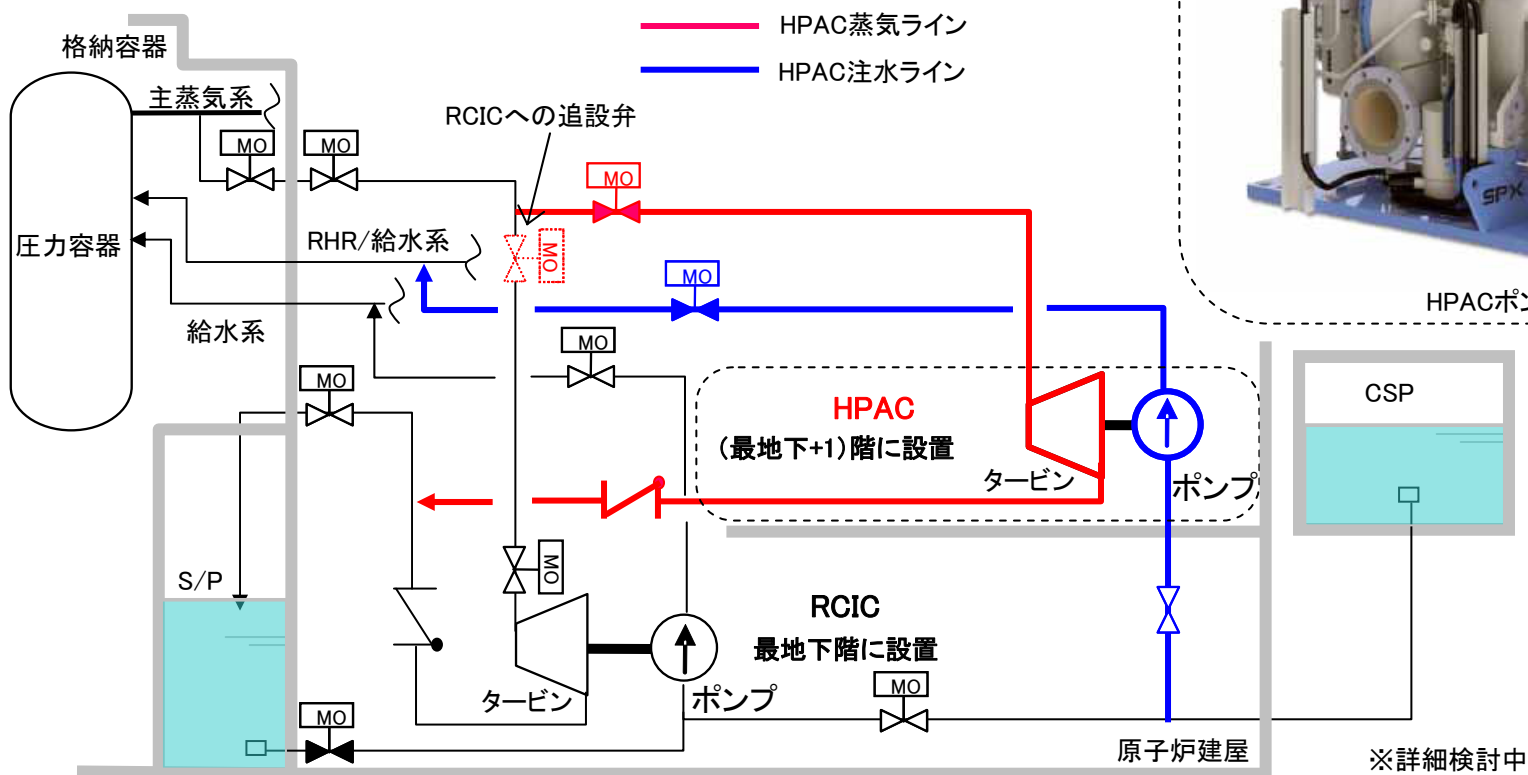 HPAC蒸気ライン
HPAC注水ライン
格納容器
主蒸気系
RCICへの追設弁
MO
MO
MO
SPX
圧力容器
RHR/給水系
MO
MO
HPACポン
給水系
MO
MO
HPAC
(最地下+1)階に設置
タービン
ポンプ
CSP
S/P
MO
RCIC
最地下階に設置
タービン
ポンプ
MO
MO
原子炉建屋
※詳細検討中